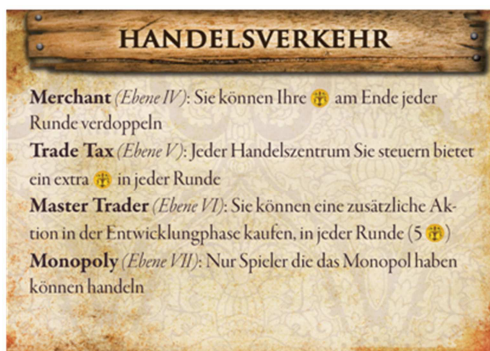 HANDELSVERKEHR
Merchant (Ebene IV): Sie können Ihre am Ende jeder
Runde verdoppeln
Trade Tax (Ebene V): Jeder Handelszentrum Sie steuern bietet
ein extra in jeder Runde
Master Trader (Ebene VI): Sie können eine zusätzliche Ak-
tion in der Entwicklungphase kaufen, in jeder Runde (5 )
Monopoly (Ebene VII): Nur Spieler die das Monopol haben
können handeln